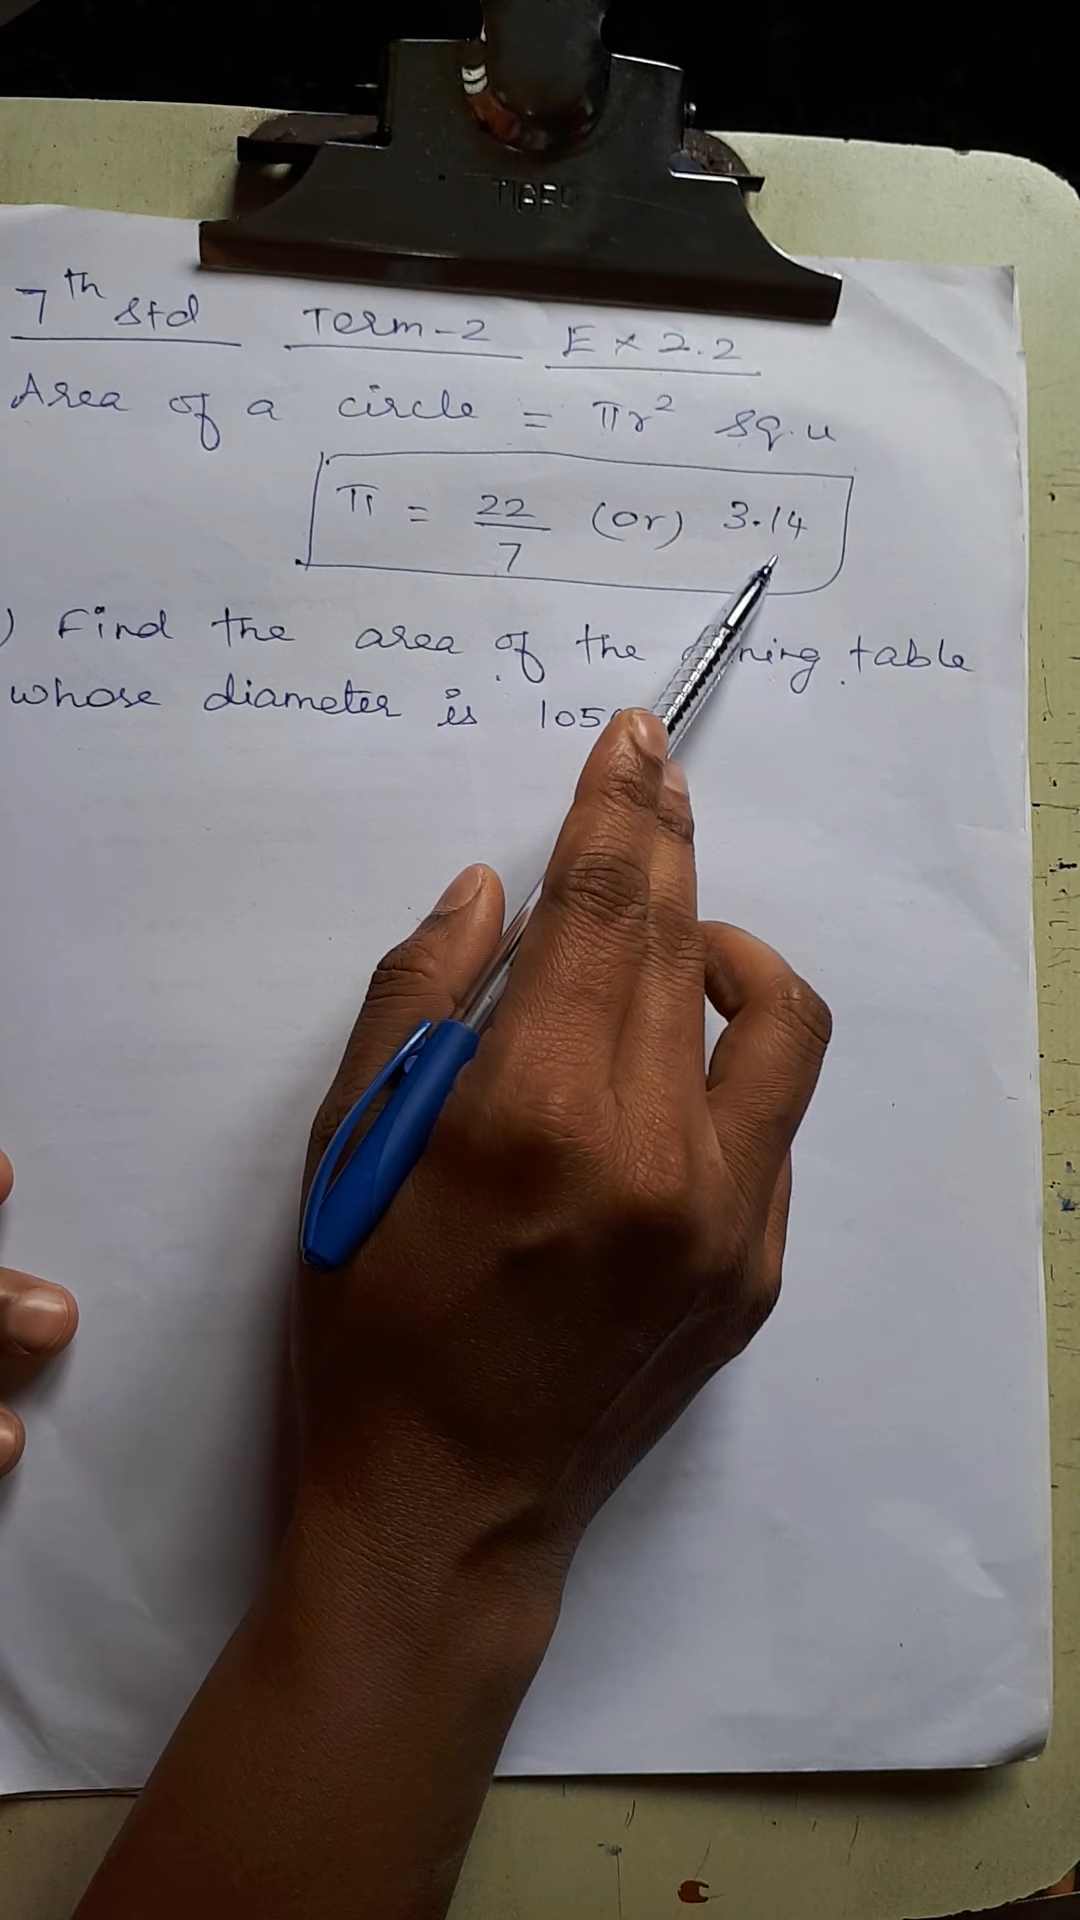 TIGER
7th std Term-2 Ex 2.2
Area of a circle = πr² sq.u
π = 22/7 (or) 3.14
) Find the area of the table
whose diameter is 105